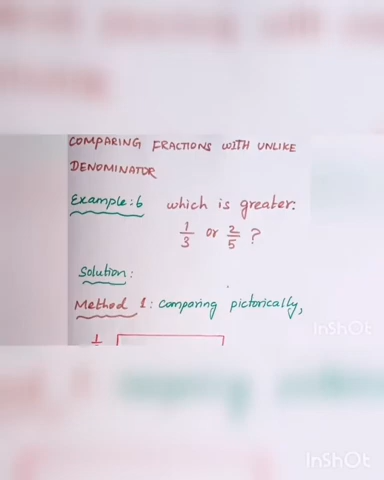 COMPARING FRACTIONS WITH UNLIKE
DENOMINATOR
Example: 6 which is greater:
1/3 or 2/5 ?
Solution:
Method 1: Comparing pictorically,
InShOt
InShOt